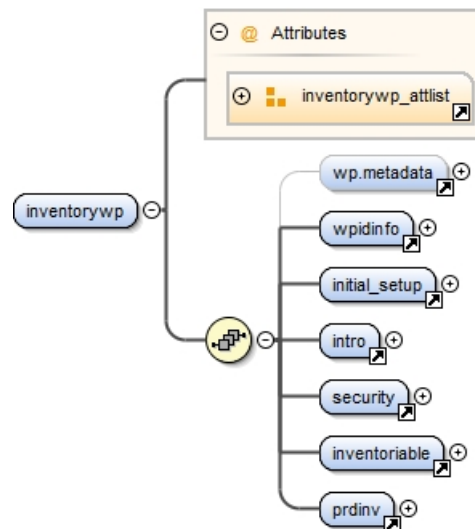 @ Attributes
inventorywp_attlist
wp.metadata
inventorywp
wpidinfo
initial_setup
intro
security
inventoriable
prdinv